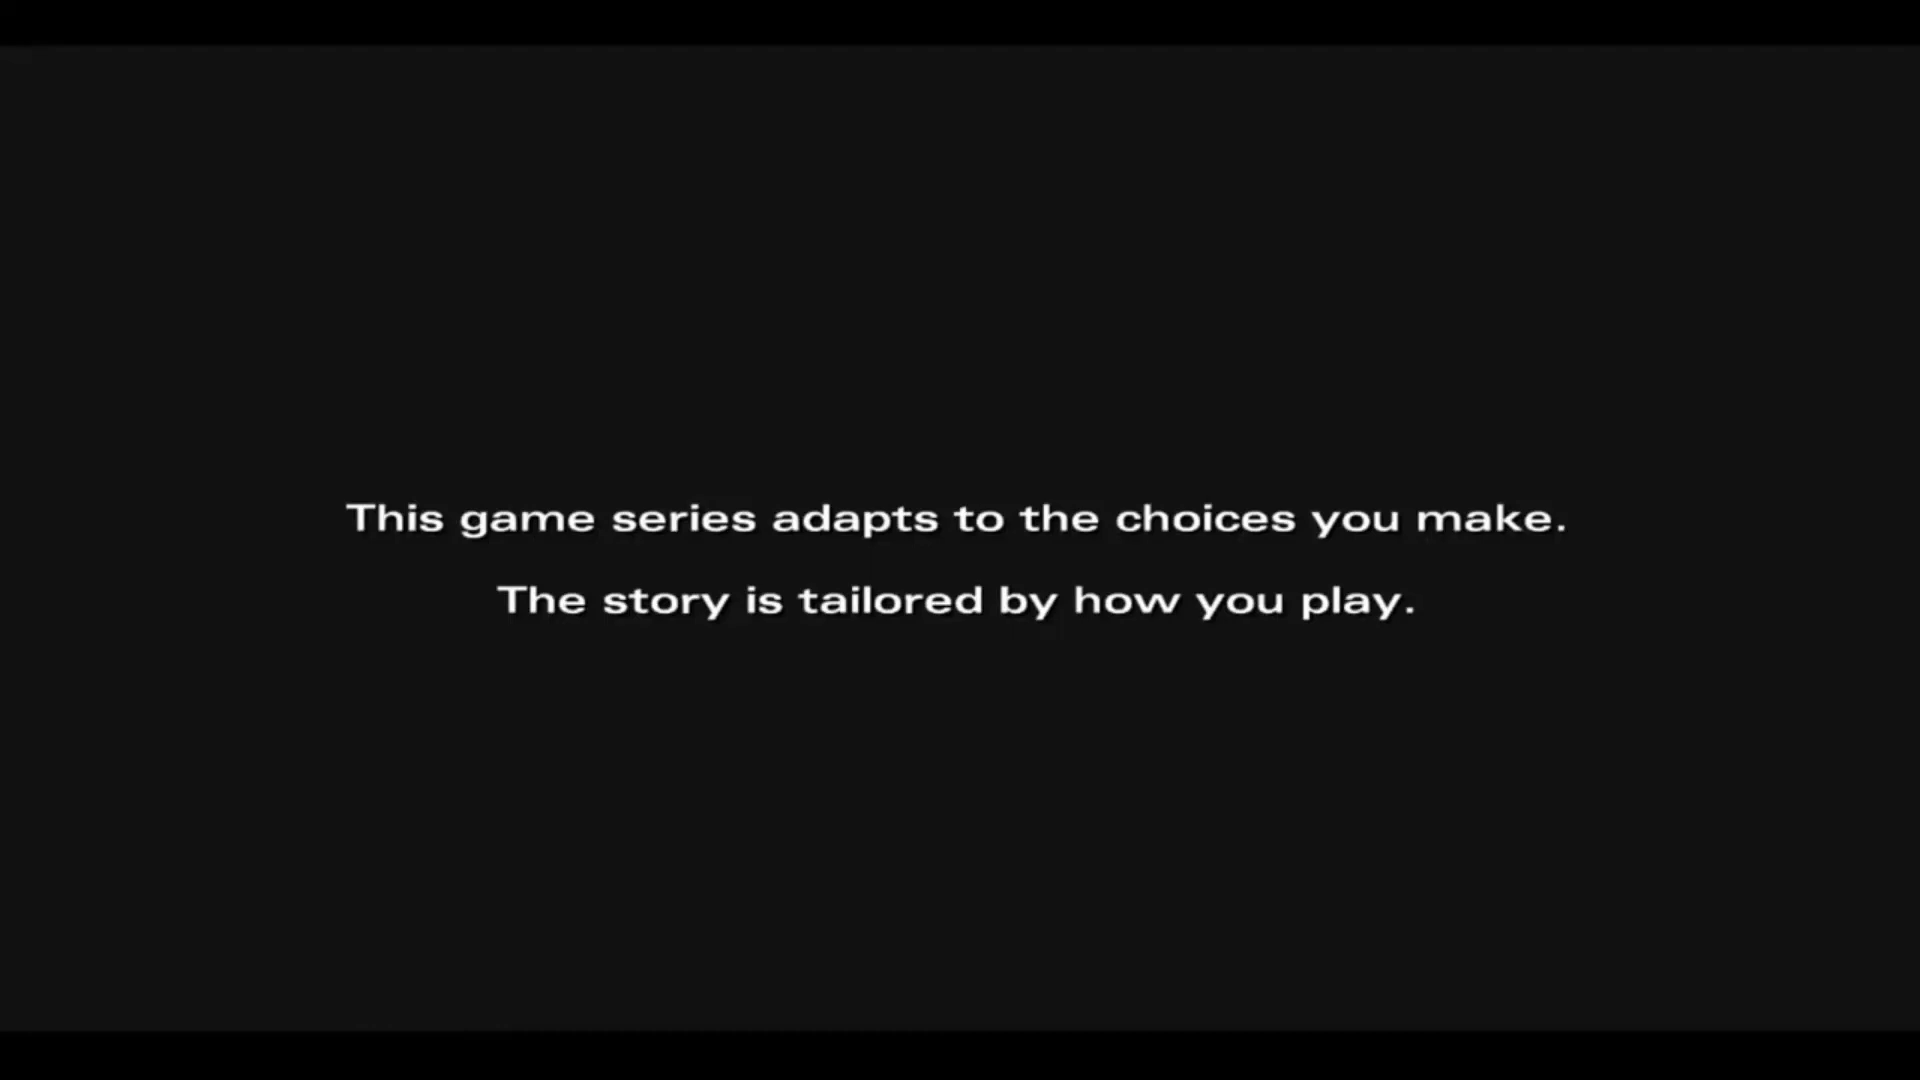 This game series adapts to the choices you make.
The story is tailored by how you play.